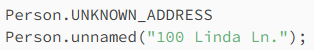 Person.UNKNOWN_ADDRESS
Person.unnamed("100 Linda Ln.");